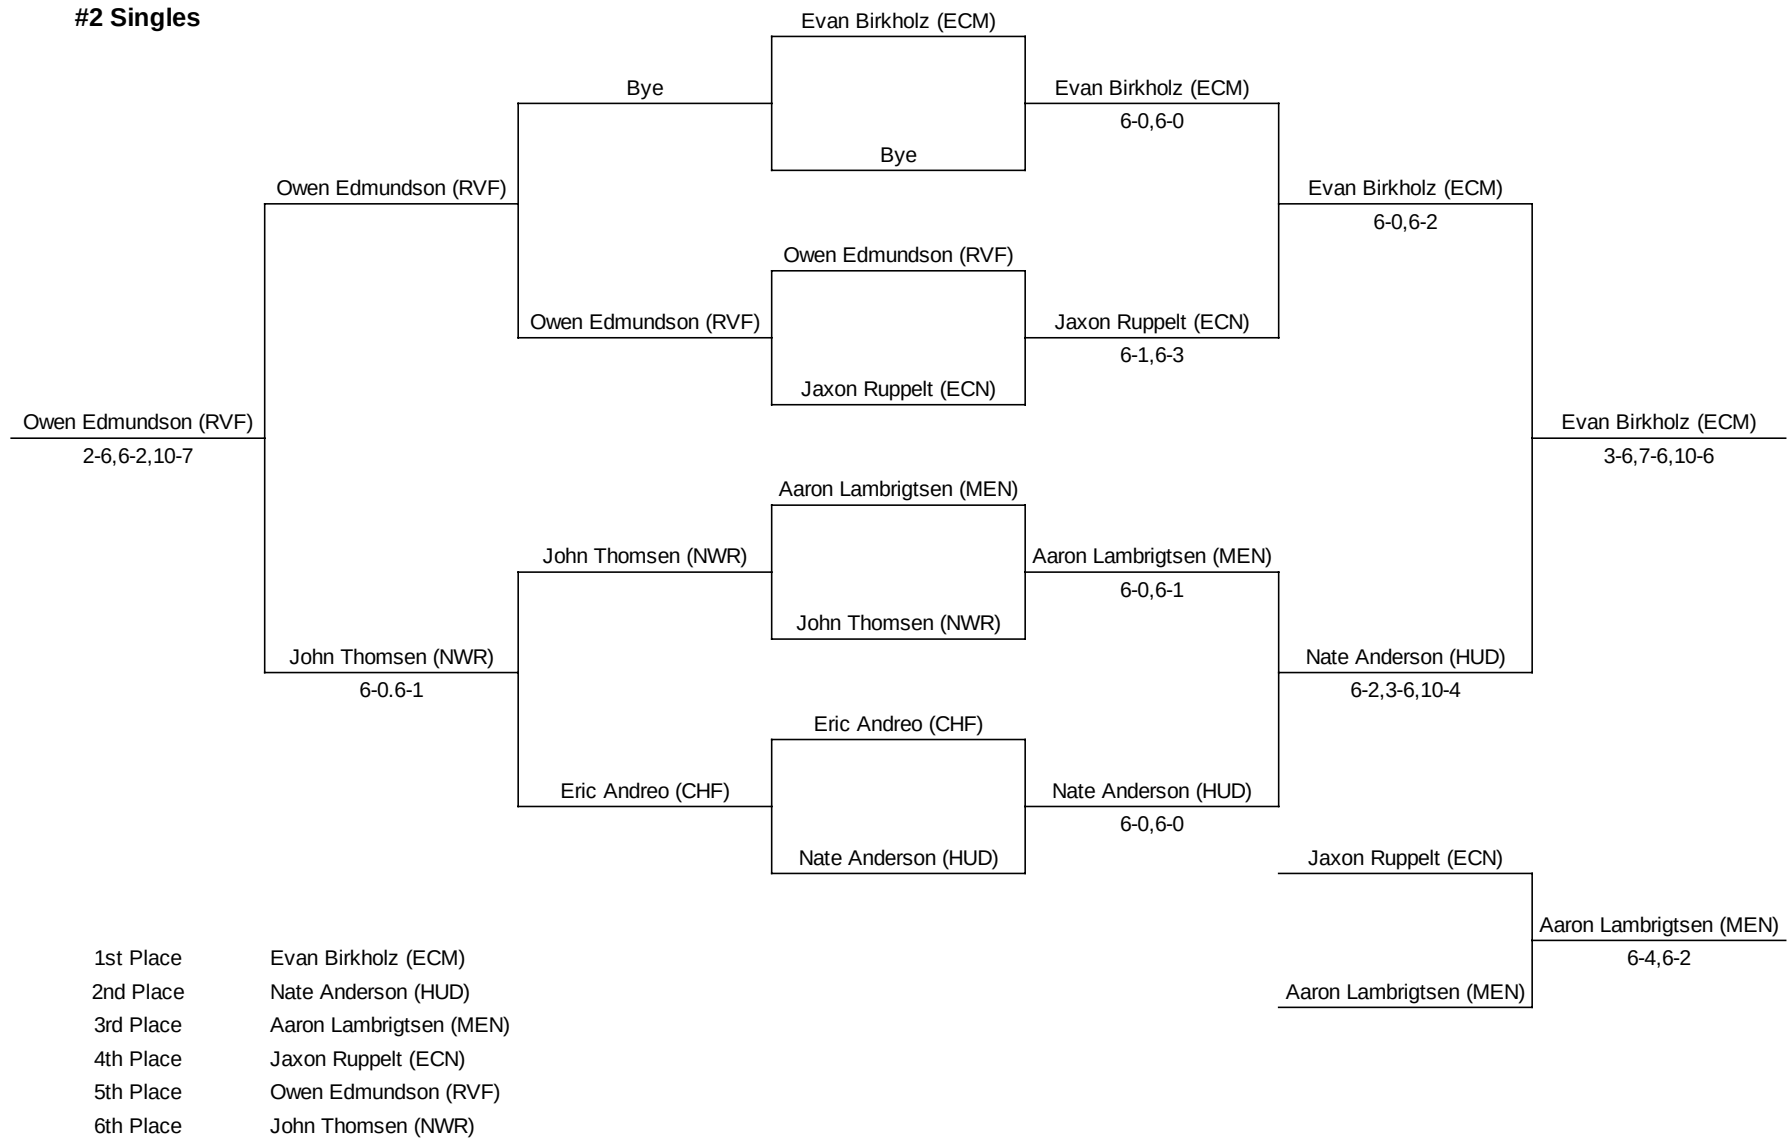 #2 Singles
Evan Birkholz (ECM)
Bye
Evan Birkholz (ECM)
6-0,6-0
Bye
Owen Edmundson (RVF)
Evan Birkholz (ECM)
6-0,6-2
Owen Edmundson (RVF)
Owen Edmundson (RVF)
Jaxon Ruppelt (ECN)
6-1,6-3
Jaxon Ruppelt (ECN)
Owen Edmundson (RVF)
2-6,6-2,10-7
Evan Birkholz (ECM)
3-6,7-6,10-6
Aaron Lambrigtsen (MEN)
John Thomsen (NWR)
Aaron Lambrigtsen (MEN)
6-0,6-1
John Thomsen (NWR)
John Thomsen (NWR)
6-0.6-1
Nate Anderson (HUD)
6-2,3-6,10-4
Eric Andreo (CHF)
Eric Andreo (CHF)
Nate Anderson (HUD)
6-0,6-0
Nate Anderson (HUD)
Jaxon Ruppelt (ECN)
Aaron Lambrigtsen (MEN)
6-4,6-2
Aaron Lambrigtsen (MEN)
1st Place Evan Birkholz (ECM)
2nd Place Nate Anderson (HUD)
3rd Place Aaron Lambrigtsen (MEN)
4th Place Jaxon Ruppelt (ECN)
5th Place Owen Edmundson (RVF)
6th Place John Thomsen (NWR)